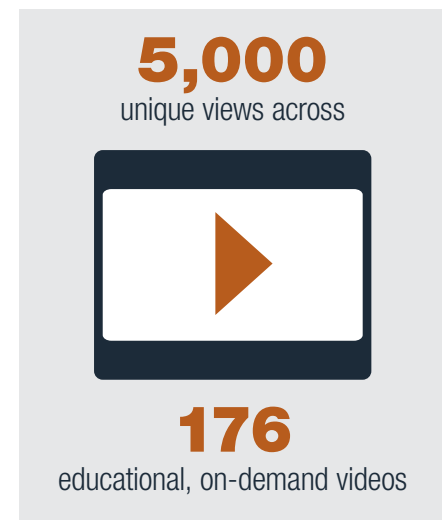 5,000
unique views across
176
educational, on-demand videos